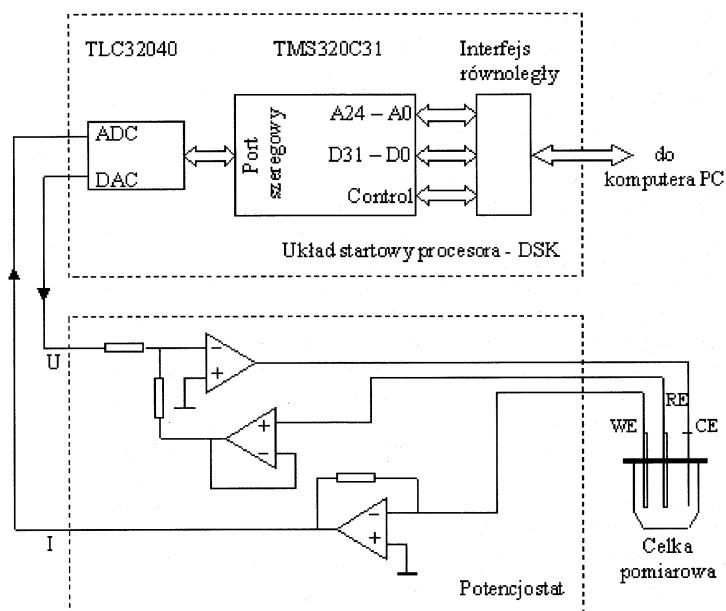 TLC32040
TMS320C31
Interfejs
równoległy
ADC
DAC
Port
szeregowy
A24 – A0
D31 – D0
Control
do
komputera PC
Układ startowy procesora - DSK
U
−
+
+
−
RE
WE
CE
−
+
I
Celka
pomiarowa
Potencjostat